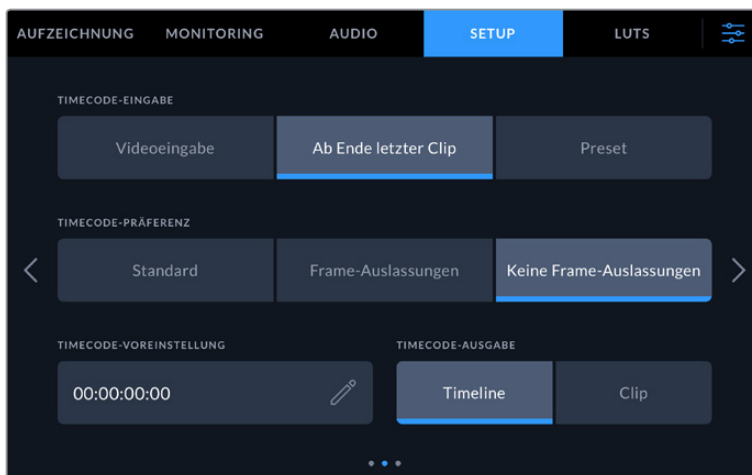 AUFZEICHNUNG MONITORING AUDIO SETUP LUTS
TIMECODE-EINGABE
Videoeingabe Ab Ende letzter Clip Preset
TIMECODE-PRÄFERENZ
Standard Frame-Auslassungen Keine Frame-Auslassungen
TIMECODE-VOREINSTELLUNG TIMECODE-AUSGABE
00:00:00:00 Timeline Clip